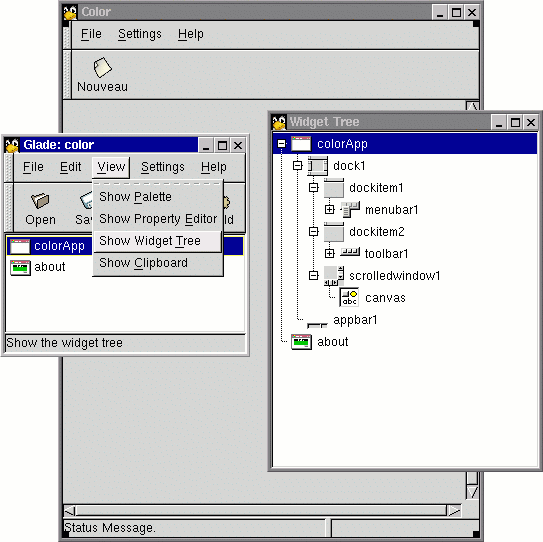 Color
File Settings Help
Nouveau
Glade: color
File Edit View Settings Help
Open
Show Palette
Show Property Editor
Show Widget Tree
Show Clipboard
colorApp
about
Show the widget tree
Widget Tree
colorApp
dock1
dockitem1
menubar1
dockitem2
toolbar1
scrolledwindow1
abc
canvas
appbar1
about
Status Message.